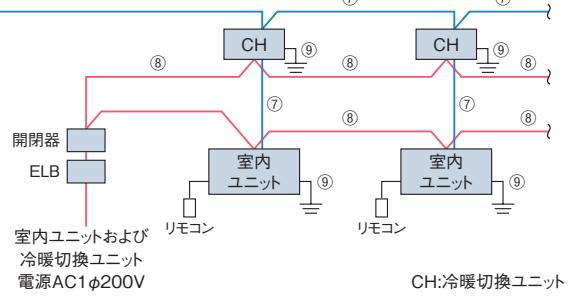 ⑦ ⑦
CH ⑨ CH ⑨
⑧ ⑧ ⑧
⑦ ⑦
⑧ ⑧
開閉器
ELB
室内
ユニット
⑨
室内
ユニット
⑨
リモコン
リモコン
室内ユニットおよび
冷暖切換ユニット
電源AC1φ200V
CH:冷暖切換ユニット